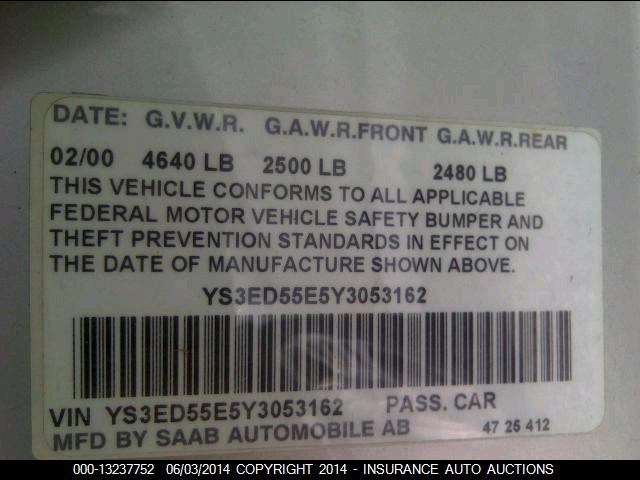 DATE: G.V.W.R. G.A.W.R.FRONT G.A.W.R.REAR
02/00 4640 LB 2500 LB 2480 LB
THIS VEHICLE CONFORMS TO ALL APPLICABLE
FEDERAL MOTOR VEHICLE SAFETY BUMPER AND
THEFT PREVENTION STANDARDS IN EFFECT ON
THE DATE OF MANUFACTURE SHOWN ABOVE.
YS3ED55E5Y3053162
VIN YS3ED55E5Y3053162 PASS. CAR
MFD BY SAAB AUTOMOBILE AB 47 25 412
000-13237752 06/03/2014 COPYRIGHT 2014 - INSURANCE AUTO AUCTIONS